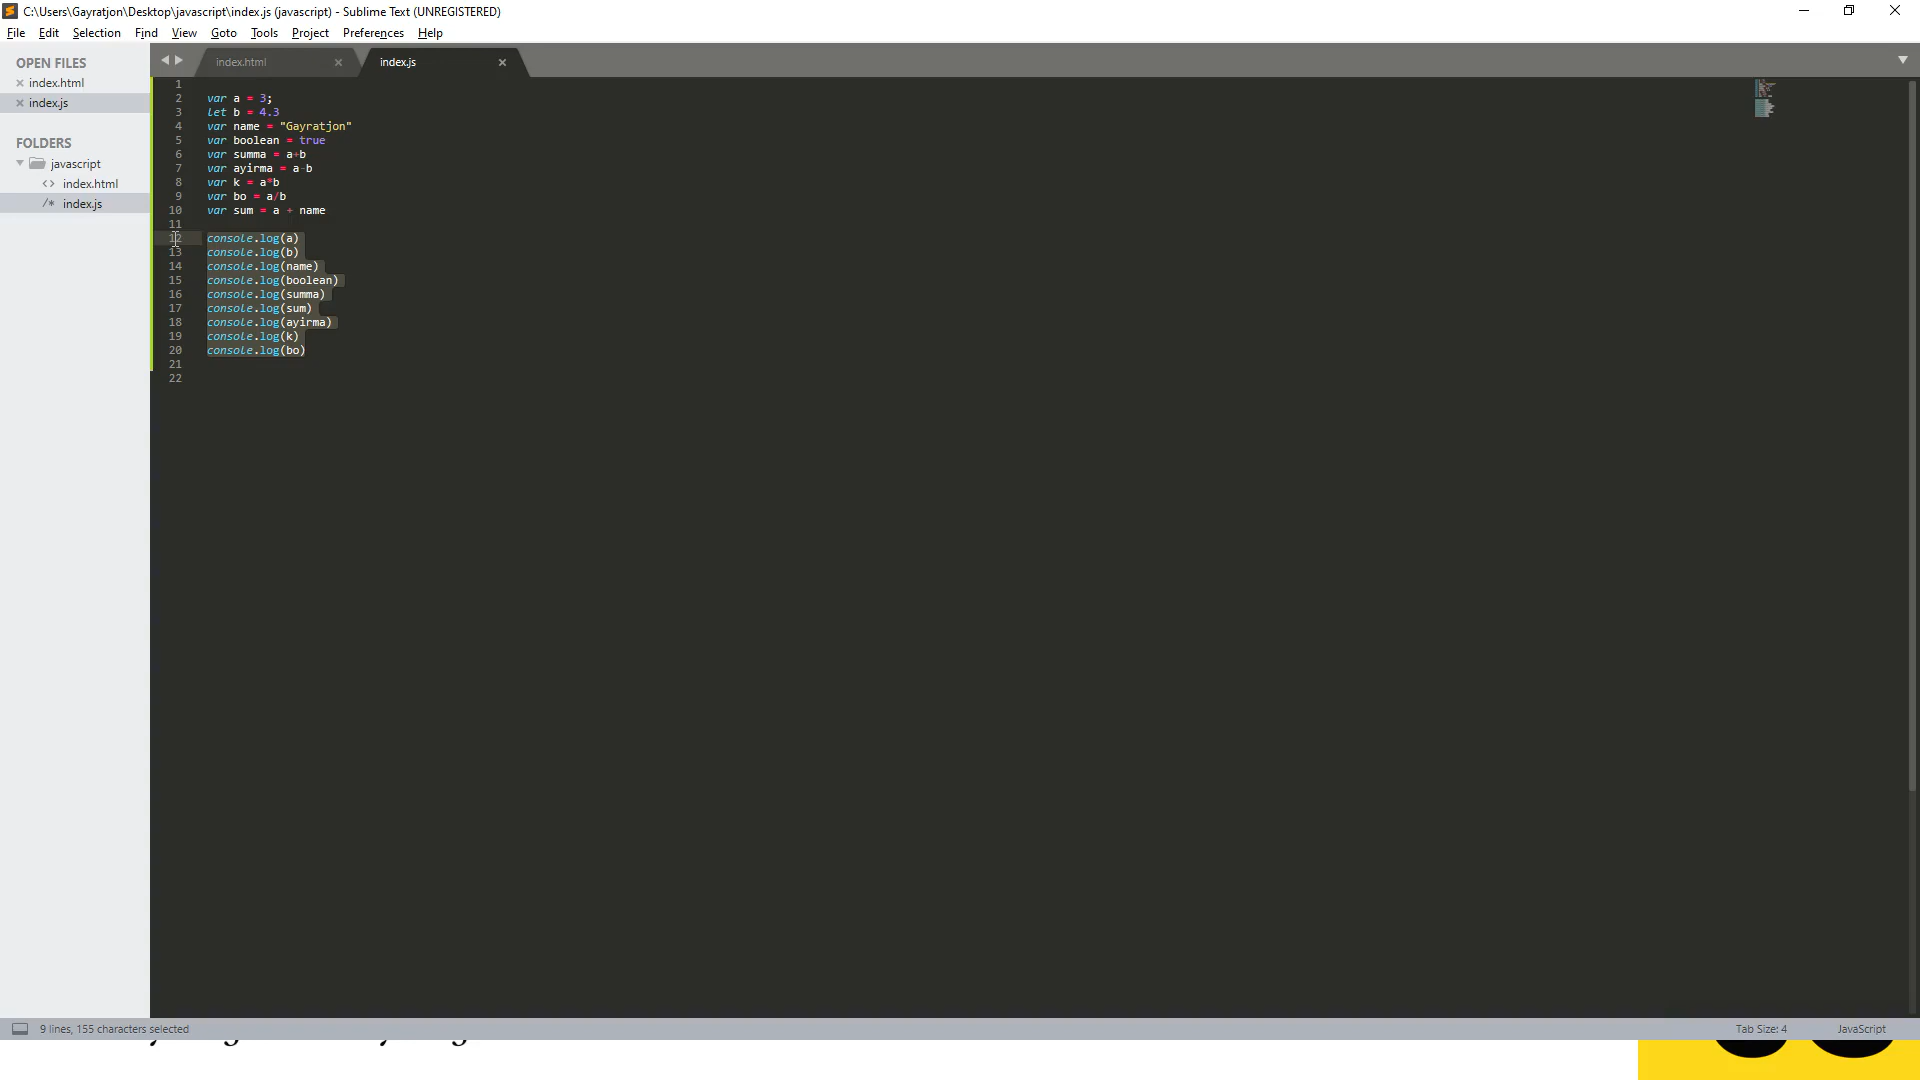 C:\Users\Gayratjon\Desktop\javascript\index.js (javascript) - Sublime Text (UNREGISTERED)
File Edit Selection Find View Goto Tools Project Preferences Help
OPEN FILES
index.html
index.js
FOLDERS
javascript
<> index.html
/* index.js
index.html
index.js
1
2 var a = 3;
3 let b = 4.3
4 var name = "Gayratjon"
5 var boolean = true
6 var summa = a+b
7 var ayirma = a-b
8 var k = a*b
9 var bo = a/b
10 var sum = a + name
11
12 console.log(a)
13 console.log(b)
14 console.log(name)
15 console.log(boolean)
16 console.log(summa)
17 console.log(sum)
18 console.log(ayirma)
19 console.log(k)
20 console.log(bo)
21
22
9 lines, 155 characters selected
Tab Size: 4
JavaScript